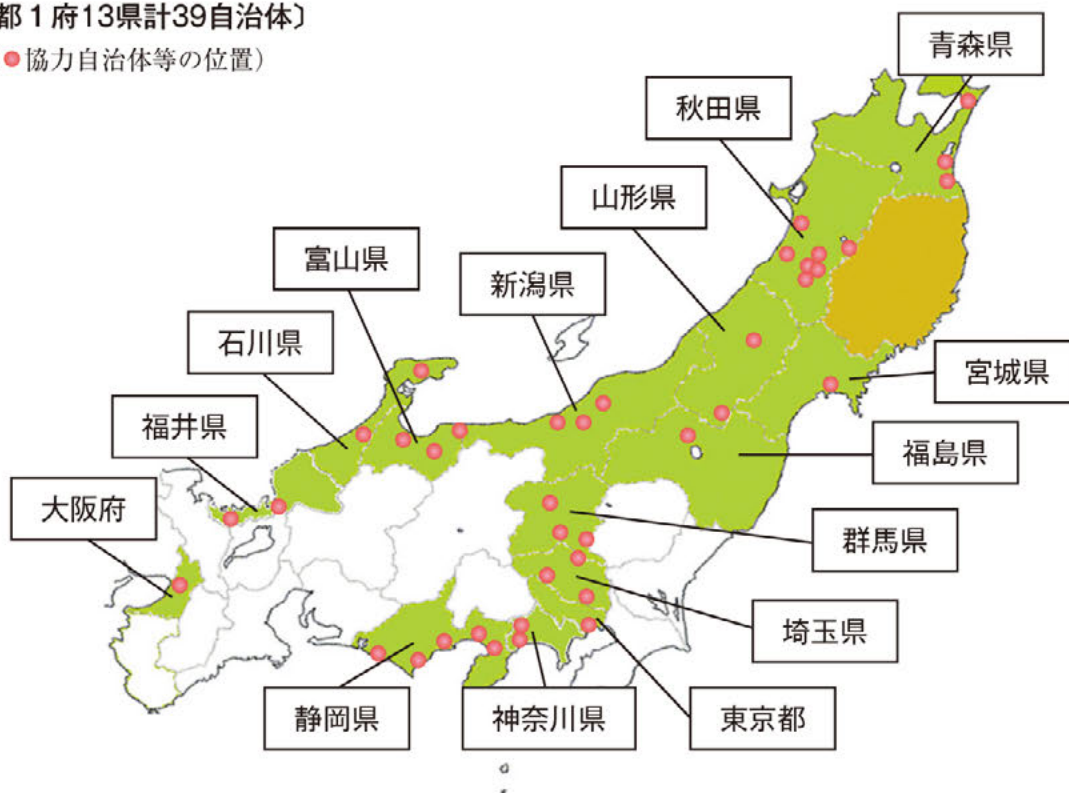 都1府13県計39自治体〕
協力自治体等の位置）
青森県
秋田県
山形県
富山県
新潟県
石川県
宮城県
福井県
福島県
大阪府
群馬県
埼玉県
静岡県
神奈川県
東京都